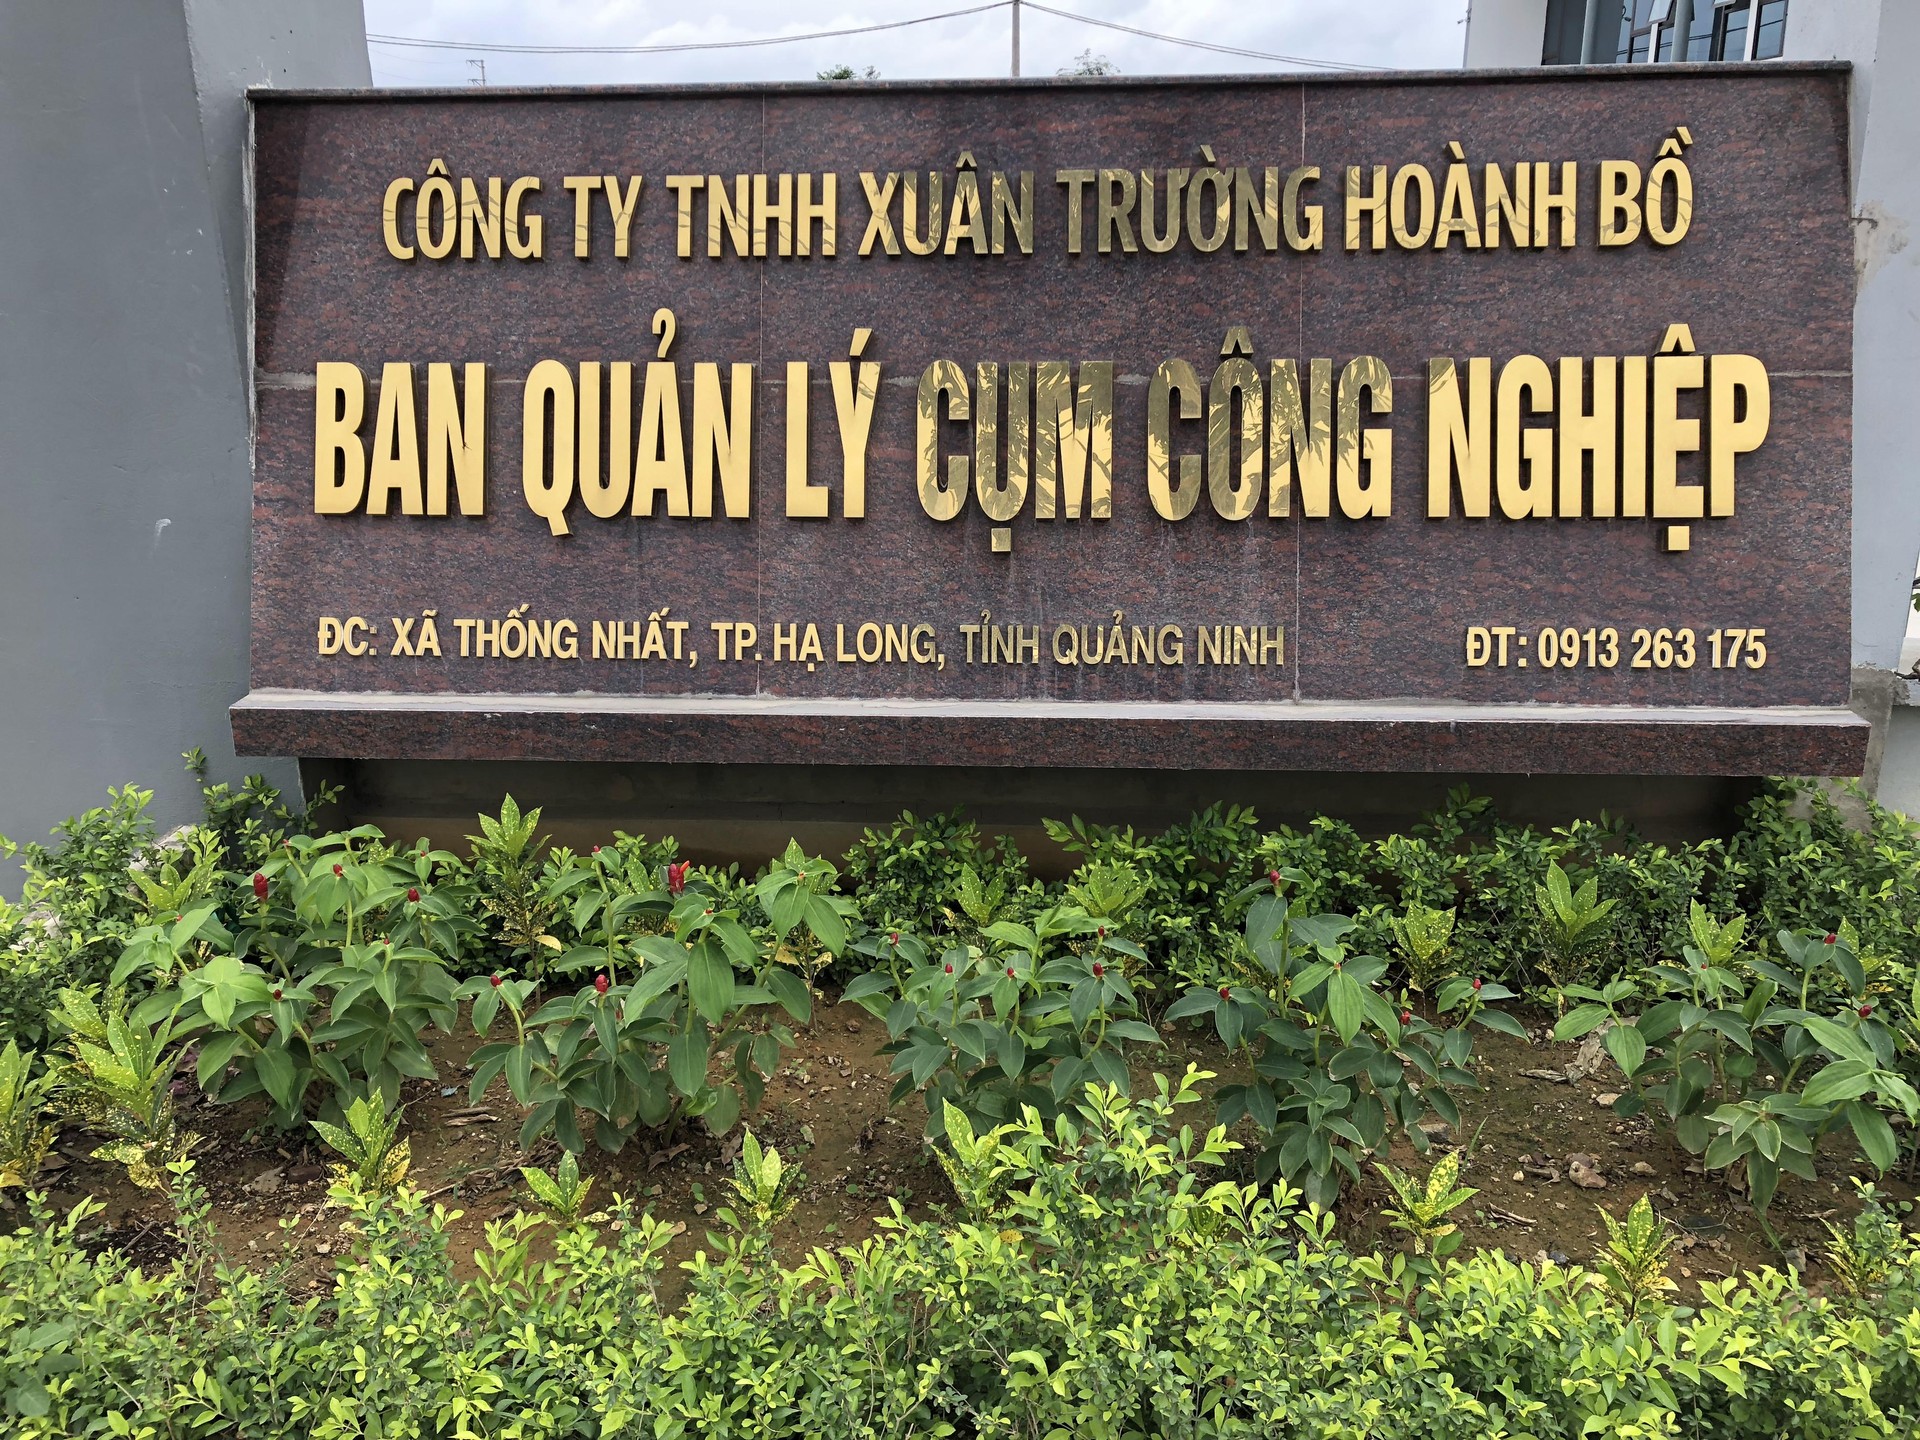 CÔNG TY TNHH XUÂN TRƯỜNG HOÀNH BỒ
BAN QUẢN LÝ CỤM CÔNG NGHIỆP
ĐC: XÃ THỐNG NHẤT, TP. HẠ LONG, TỈNH QUẢNG NINH ĐT: 0913 263 175